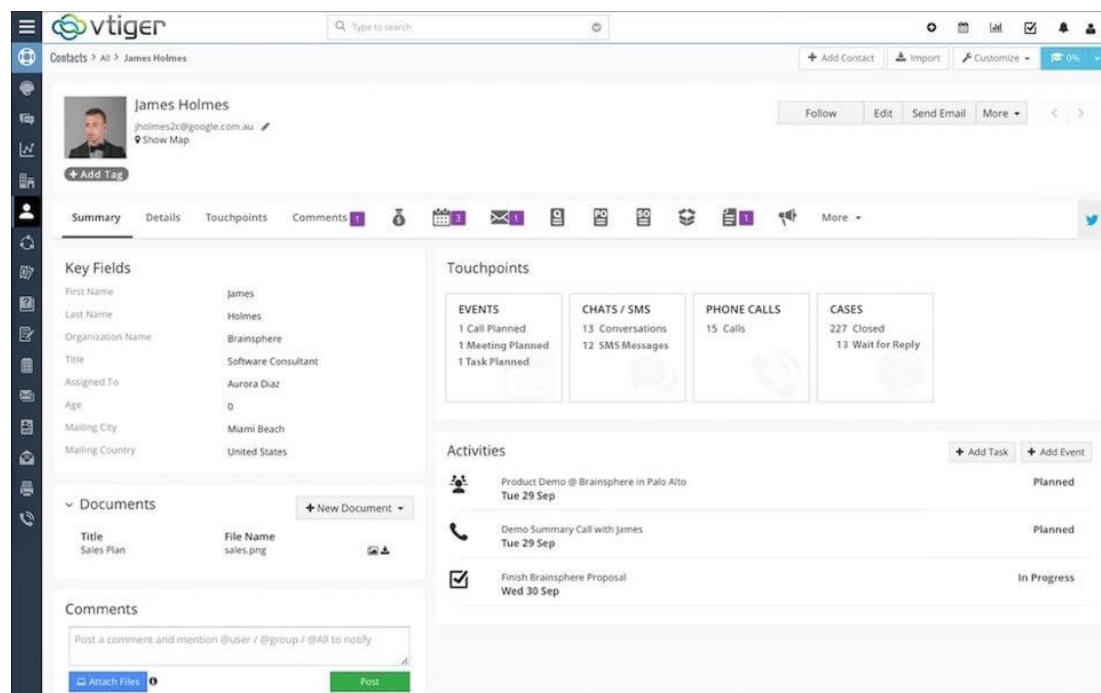 vtiger
Type to search
Contacts > All > James Holmes
+ Add Contact
Import
Customize
0%
James Holmes
jholmes2c@google.com.au
Show Map
+ Add Tag
Follow
Edit
Send Email
More
< >
Summary
Details
Touchpoints
Comments 1
3
1
Q
PO
SO
1
More
Key Fields
First Name James
Last Name Holmes
Organization Name Brainsphere
Title Software Consultant
Assigned To Aurora Diaz
Age 0
Mailing City Miami Beach
Mailing Country United States
Documents
+ New Document
Title File Name
Sales Plan sales.png
Comments
Post a comment and mention @user / @group / @All to notify
Attach Files
Post
Touchpoints
EVENTS
1 Call Planned
1 Meeting Planned
1 Task Planned
CHATS / SMS
13 Conversations
12 SMS Messages
PHONE CALLS
15 Calls
CASES
227 Closed
13 Wait for Reply
Activities
+ Add Task
+ Add Event
Product Demo @ Brainsphere in Palo Alto Planned
Tue 29 Sep
Demo Summary Call with James Planned
Tue 29 Sep
Finish Brainsphere Proposal In Progress
Wed 30 Sep